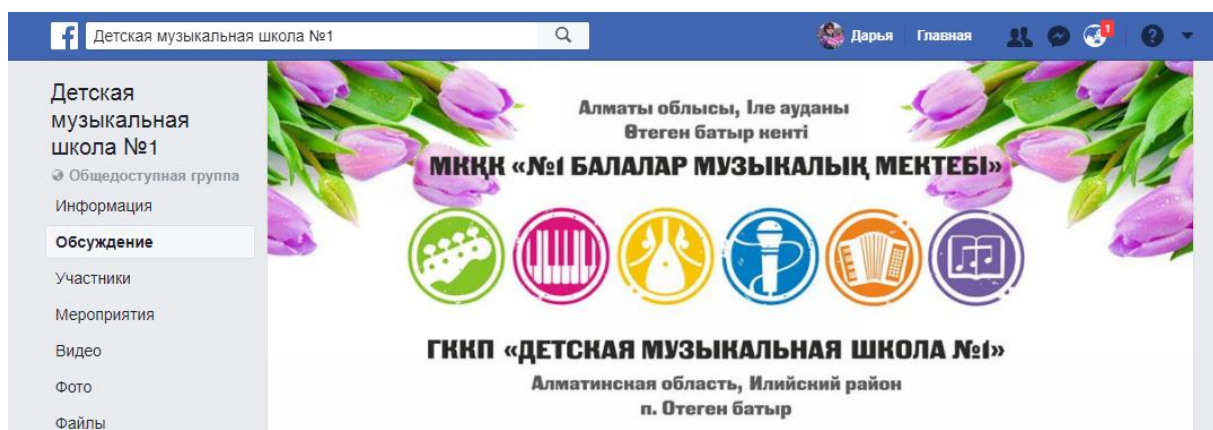 Детская музыкальная школа №1
Дарья
Главная
1
?
Детская
музыкальная
школа №1
Общедоступная группа
Информация
Обсуждение
Участники
Мероприятия
Видео
Фото
Файлы
Алматы облысы, Іле ауданы
Өтеген батыр кенті
МКҚК «№1 БАЛАЛАР МУЗЫКАЛЫҚ МЕКТЕБІ»
ГККП «ДЕТСКАЯ МУЗЫКАЛЬНАЯ ШКОЛА №1»
Алматинская область, Илийский район
п. Отеген батыр